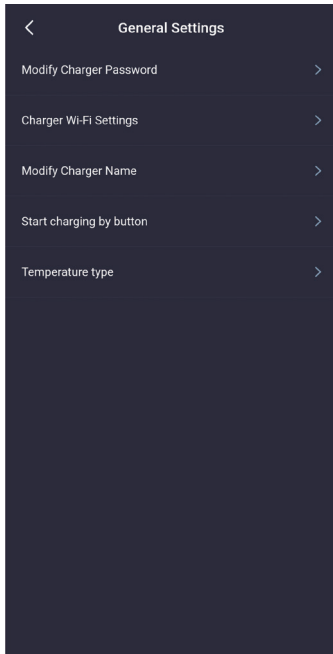 General Settings
Modify Charger Password
Charger Wi-Fi Settings
Modify Charger Name
Start charging by button
Temperature type